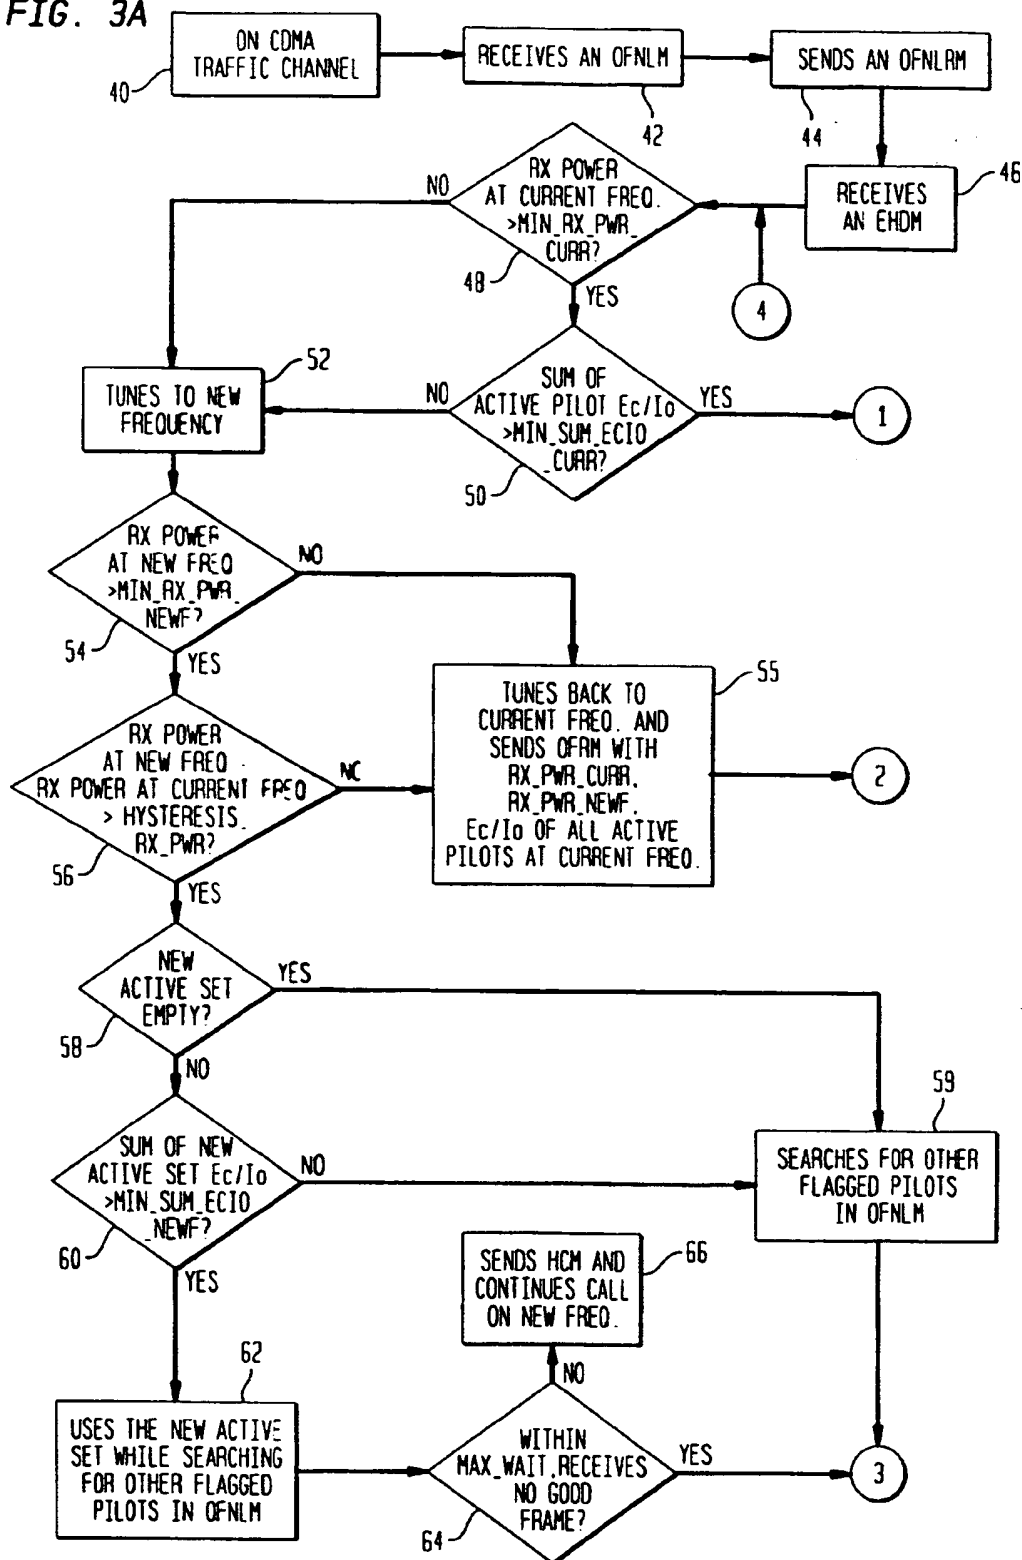 FIG. 3A
ON CDMA
TRAFFIC CHANNEL
40
RECEIVES AN OFNLM
42
SENDS AN OFNLRM
44
RECEIVES
AN EHDM
46
RX POWER
AT CURRENT FREQ.
>MIN_RX_PWR_
CURR?
48
NO
YES
4
SUM OF
ACTIVE PILOT Ec/Io
>MIN_SUM_ECIO
_CURR?
50
NO
YES
1
TUNES TO NEW
FREQUENCY
52
RX POWER
AT NEW FREQ
>MIN_RX_PWR_
NEWF?
54
NO
YES
TUNES BACK TO
CURRENT FREQ. AND
SENDS OFRM WITH
RX_PWR_CURR.
RX_PWR_NEWF.
Ec/Io OF ALL ACTIVE
PILOTS AT CURRENT FREQ.
55
2
RX POWER
AT NEW FREQ -
RX POWER AT CURRENT FREQ
> HYSTERESIS_
RX_PWR?
56
NO
YES
NEW
ACTIVE SET
EMPTY?
58
YES
NO
SEARCHES FOR OTHER
FLAGGED PILOTS
IN OFNLM
59
SUM OF NEW
ACTIVE SET Ec/Io
>MIN_SUM_ECIO
_NEWF?
60
NO
YES
SENDS HCM AND
CONTINUES CALL
ON NEW FREQ.
66
USES THE NEW ACTIVE
SET WHILE SEARCHING
FOR OTHER FLAGGED
PILOTS IN OFNLM
62
WITHIN
MAX_WAIT,RECEIVES
NO GOOD
FRAME?
64
NO
YES
3